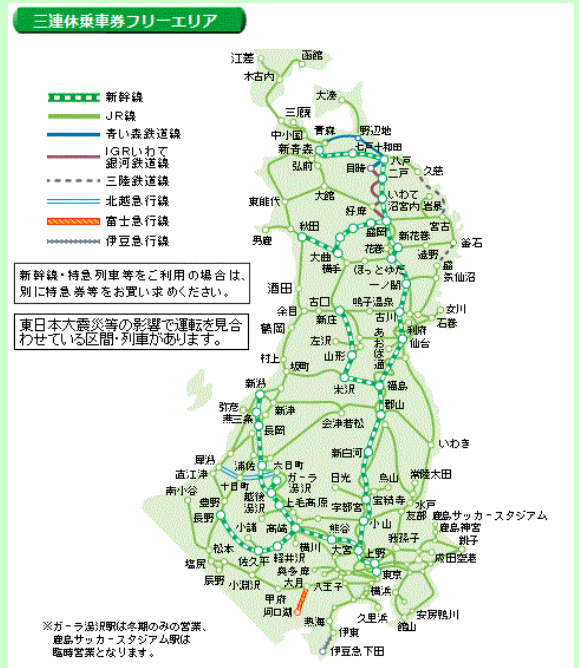 三連休乗車券フリーエリア
江差
函館
木古内
大湊
三厩
中小国
青森
野辺地
新青森
七戸十和田
八戸
弘前
目時
二戸
久慈
大館
いわて
沼宮内
岩泉
東能代
好摩
宮古
秋田
盛岡
新花巻
釜石
男鹿
大曲
花巻
遠野
盛
横手
ほっとゆだ
気仙沼
一ノ関
酒田
古口
鳴子温泉
女川
余目
新庄
古川
石巻
鶴岡
利府
左沢
あおば通
仙台
山形
村上
坂町
米沢
福島
新潟
郡山
弥彦
新津
燕三条
会津若松
長岡
いわき
新白河
犀潟
浦佐
六日町
直江津
ガーラ
湯沢
日光
烏山
常陸太田
南小谷
十日町
越後
湯沢
上毛高原
宝積寺
水戸
豊野
宇都宮
友部
鹿島サッカースタジアム
長野
小諸
高崎
熊谷
小山
鹿島神宮
我孫子
銚子
松本
横川
大宮
上野
成田空港
佐久平
軽井沢
塩尻
奥多摩
東京
辰野
小淵沢
大月
八王子
横浜
甲府
河口湖
久里浜
安房鴨川
熱海
館山
伊東
伊豆急下田
新幹線
JR線
青い森鉄道線
IGRいわて
銀河鉄道線
三陸鉄道線
北越急行線
富士急行線
伊豆急行線
新幹線・特急列車等をご利用の場合は、
別に特急券等をお買い求めください。
東日本大震災等の影響で運転を見合
わせている区間・列車があります。
※ガーラ湯沢駅は冬期のみの営業、
鹿島サッカースタジアム駅は
臨時営業となります。